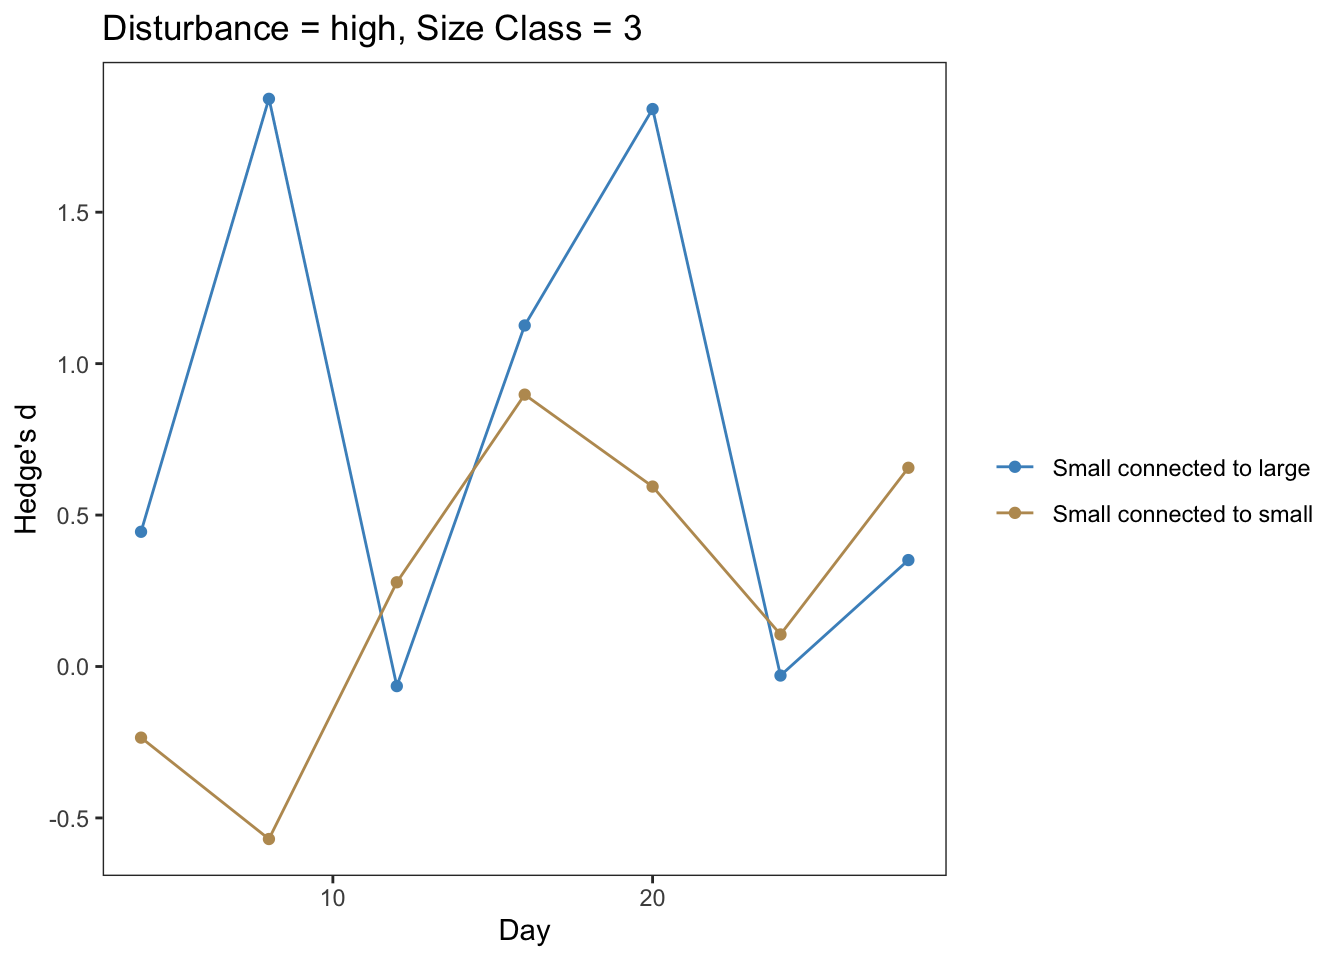 Disturbance = high, Size Class = 3
Hedge's d
1.5
1.0
0.5
0.0
-0.5
10
20
Day
Small connected to large
Small connected to small